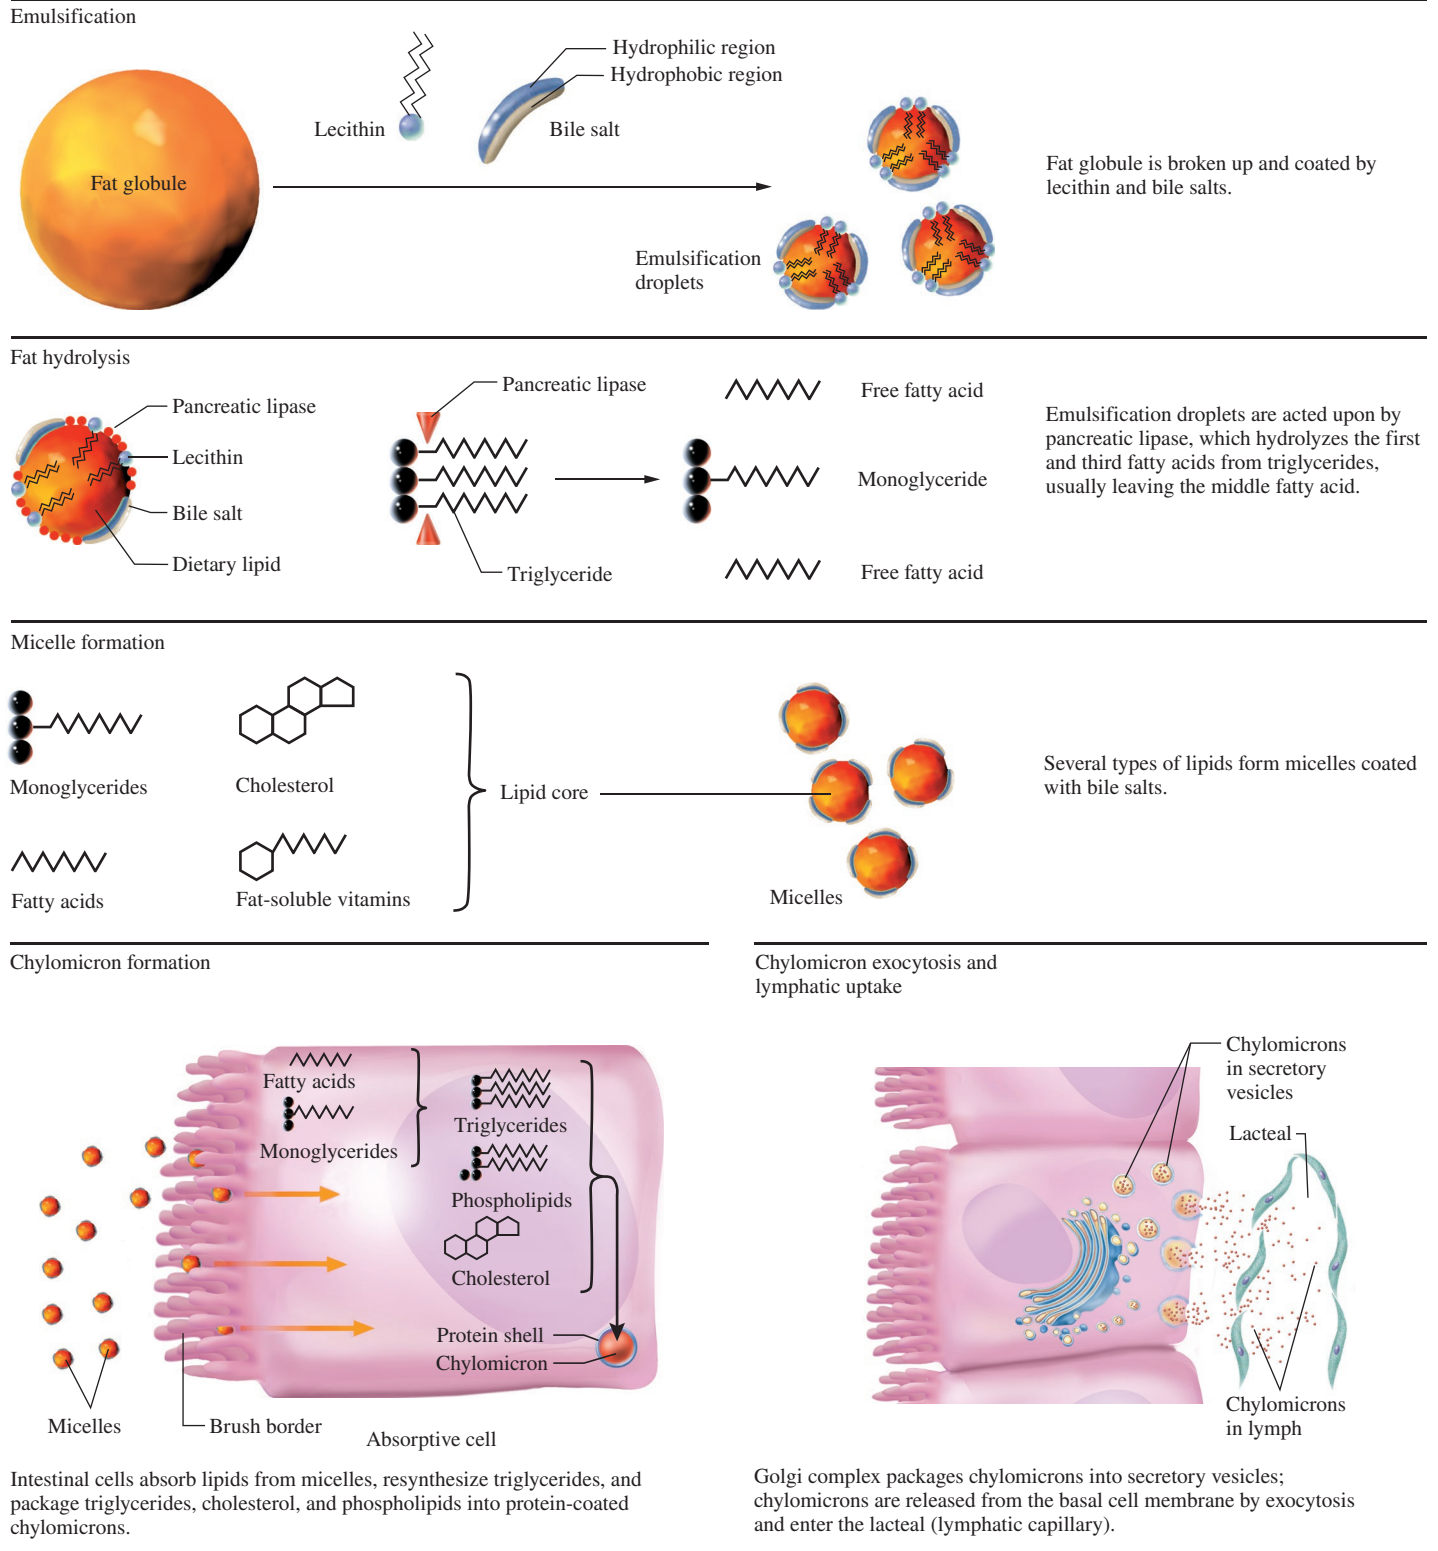 Emulsification
Hydrophilic region
Hydrophobic region
Lecithin
Bile salt
Fat globule
Fat globule is broken up and coated by
lecithin and bile salts.
Emulsification
droplets
Fat hydrolysis
Pancreatic lipase
Lecithin
Bile salt
Dietary lipid
Pancreatic lipase
Triglyceride
Free fatty acid
Monoglyceride
Free fatty acid
Emulsification droplets are acted upon by
pancreatic lipase, which hydrolyzes the first
and third fatty acids from triglycerides,
usually leaving the middle fatty acid.
Micelle formation
Monoglycerides
Cholesterol
Fatty acids
Fat-soluble vitamins
Lipid core
Micelles
Several types of lipids form micelles coated
with bile salts.
Chylomicron formation
Fatty acids
Monoglycerides
Triglycerides
Phospholipids
Cholesterol
Protein shell
Chylomicron
Micelles
Brush border
Absorptive cell
Intestinal cells absorb lipids from micelles, resynthesize triglycerides, and
package triglycerides, cholesterol, and phospholipids into protein-coated
chylomicrons.
Chylomicron exocytosis and
lymphatic uptake
Chylomicrons
in secretory
vesicles
Lacteal
Chylomicrons
in lymph
Golgi complex packages chylomicrons into secretory vesicles;
chylomicrons are released from the basal cell membrane by exocytosis
and enter the lacteal (lymphatic capillary).